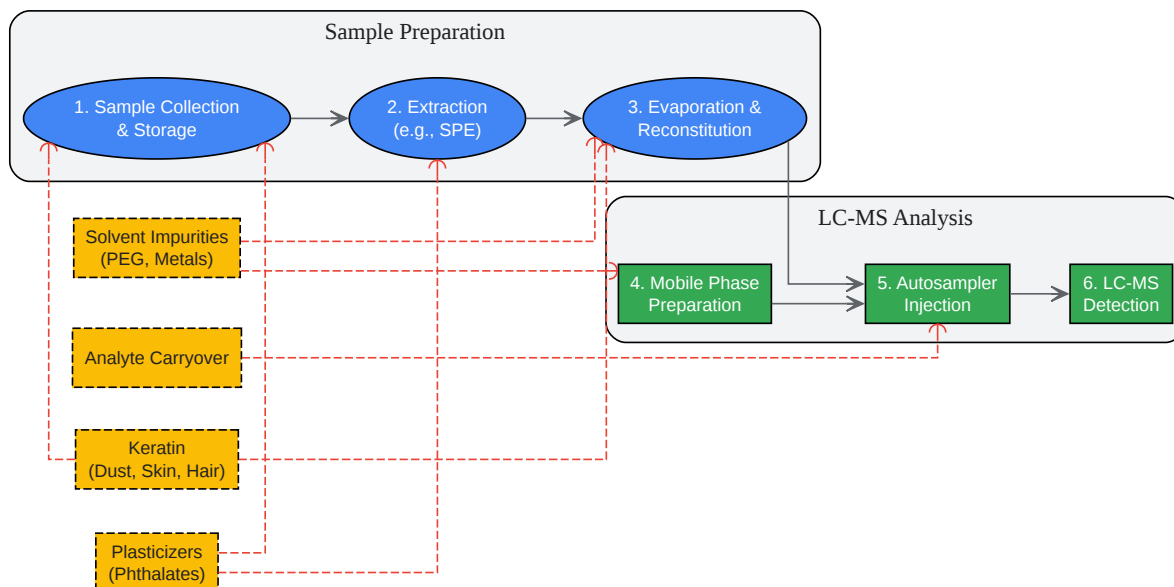 Sample Preparation
1. Sample Collection
& Storage
2. Extraction
(e.g., SPE)
3. Evaporation &
Reconstitution
LC-MS Analysis
Solvent Impurities
(PEG, Metals)
4. Mobile Phase
Preparation
5. Autosampler
Injection
6. LC-MS
Detection
Analyte Carryover
Keratin
(Dust, Skin, Hair)
Plasticizers
(Phthalates)